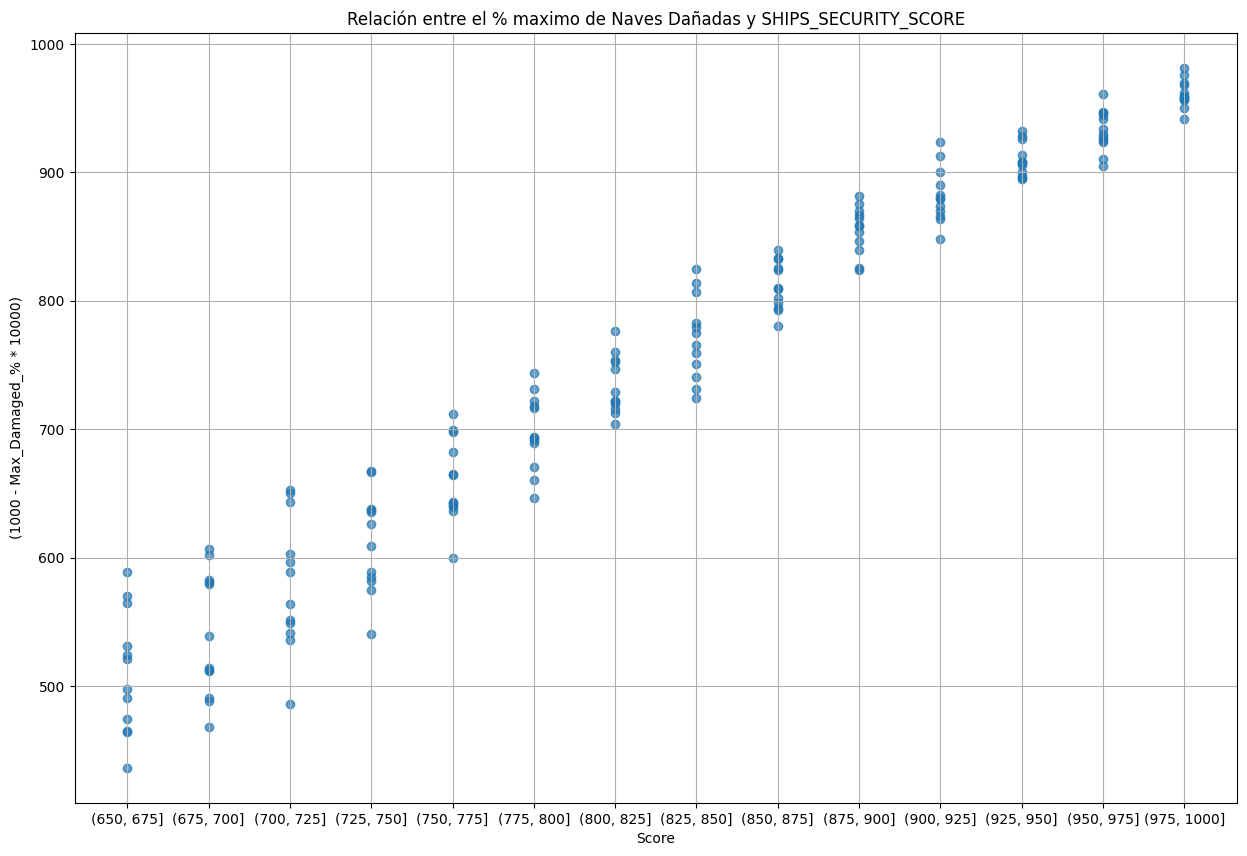 Relación entre el % maximo de Naves Dañadas y SHIPS_SECURITY_SCORE
(1000 - Max_Damaged_% * 10000)
1000
900
800
700
600
500
(650, 675] (675, 700] (700, 725] (725, 750] (750, 775] (775, 800] (800, 825] (825, 850] (850, 875] (875, 900] (900, 925] (925, 950] (950, 975] (975, 1000]
Score